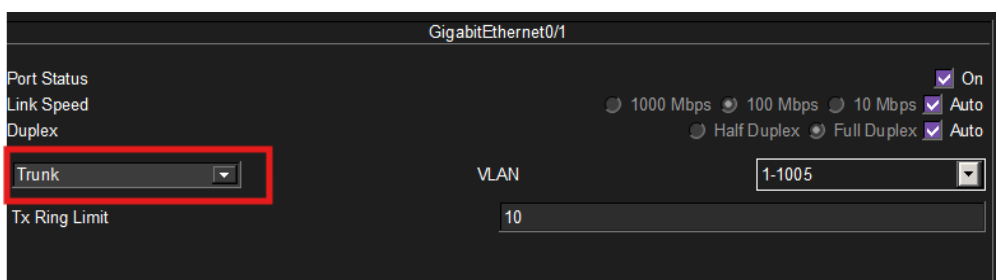 GigabitEthernet0/1
Port Status On
Link Speed 1000 Mbps 100 Mbps 10 Mbps Auto
Duplex Half Duplex Full Duplex Auto
Trunk VLAN 1-1005
Tx Ring Limit 10